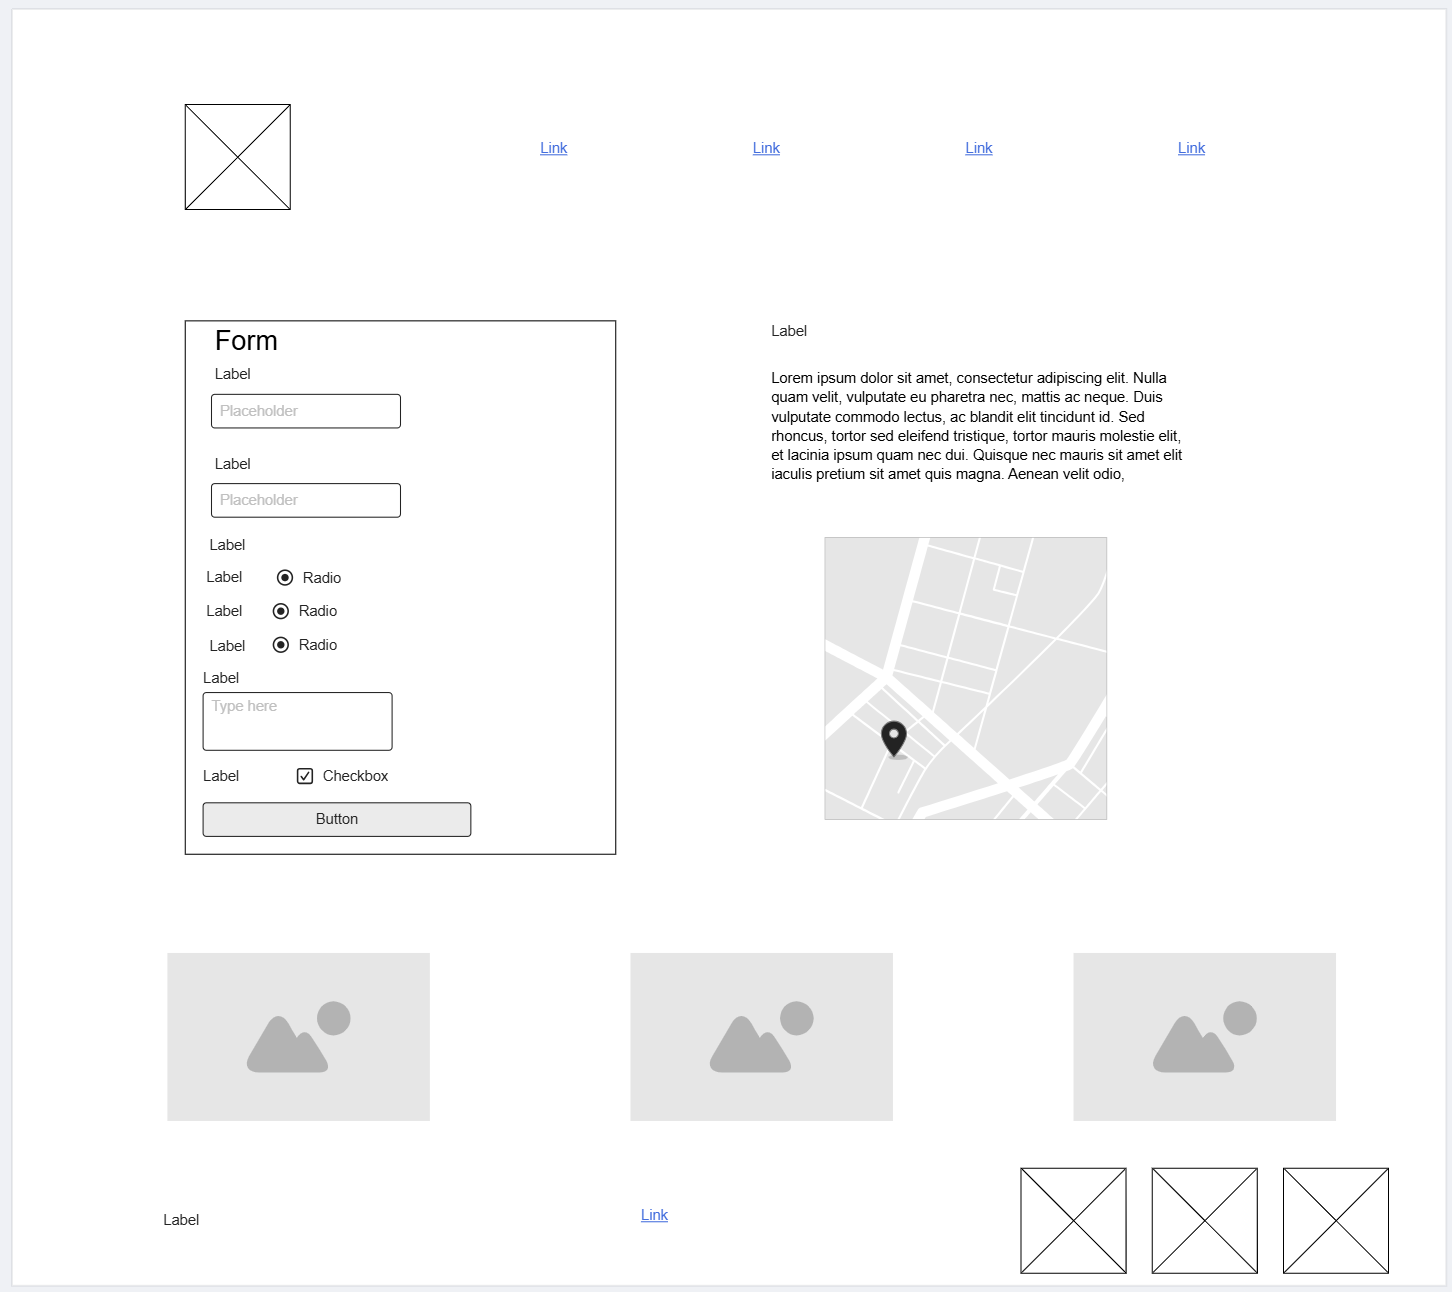 Link
Link
Link
Link
Form
Label
Placeholder
Label
Placeholder
Label
Label Radio
Label Radio
Label Radio
Label
Type here
Label Checkbox
Button
Label
Lorem ipsum dolor sit amet, consectetur adipiscing elit. Nulla
quam velit, vulputate eu pharetra nec, mattis ac neque. Duis
vulputate commodo lectus, ac blandit elit tincidunt id. Sed
rhoncus, tortor sed eleifend tristique, tortor mauris molestie elit,
et lacinia ipsum quam nec dui. Quisque nec mauris sit amet elit
iaculis pretium sit amet quis magna. Aenean velit odio,
Label
Link